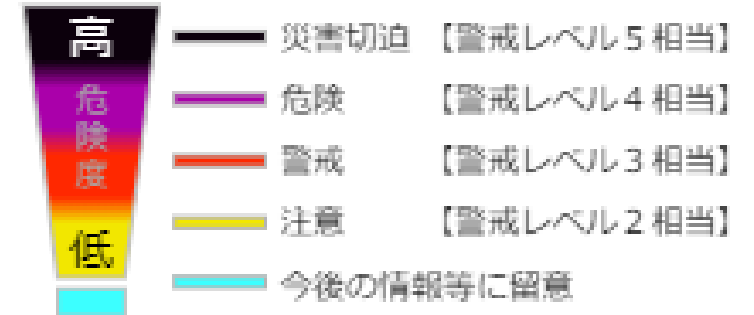 高
危険度
低
災害切迫 【警戒レベル5相当】
危険 【警戒レベル4相当】
警戒 【警戒レベル3相当】
注意 【警戒レベル2相当】
今後の情報等に留意